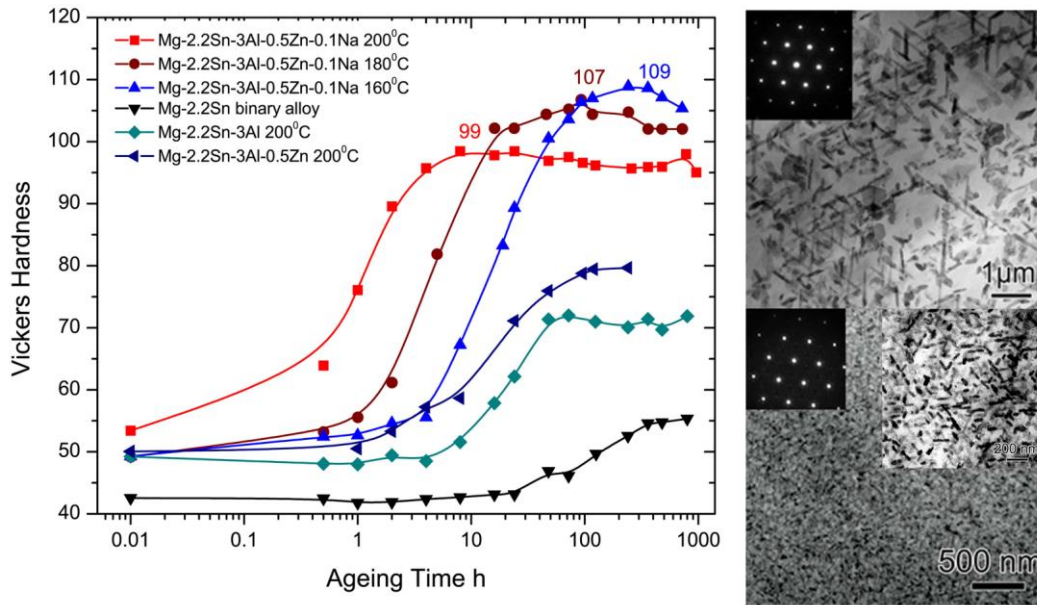 120
110
100
90
80
70
60
50
40
Vickers Hardness
Mg-2.2Sn-3Al-0.5Zn-0.1Na 200⁰C
Mg-2.2Sn-3Al-0.5Zn-0.1Na 180⁰C
Mg-2.2Sn-3Al-0.5Zn-0.1Na 160⁰C
Mg-2.2Sn binary alloy
Mg-2.2Sn-3Al 200⁰C
Mg-2.2Sn-3Al-0.5Zn 200⁰C
99
107
109
0.01
0.1
1
10
100
1000
Ageing Time h
1μm
200 nm
500 nm